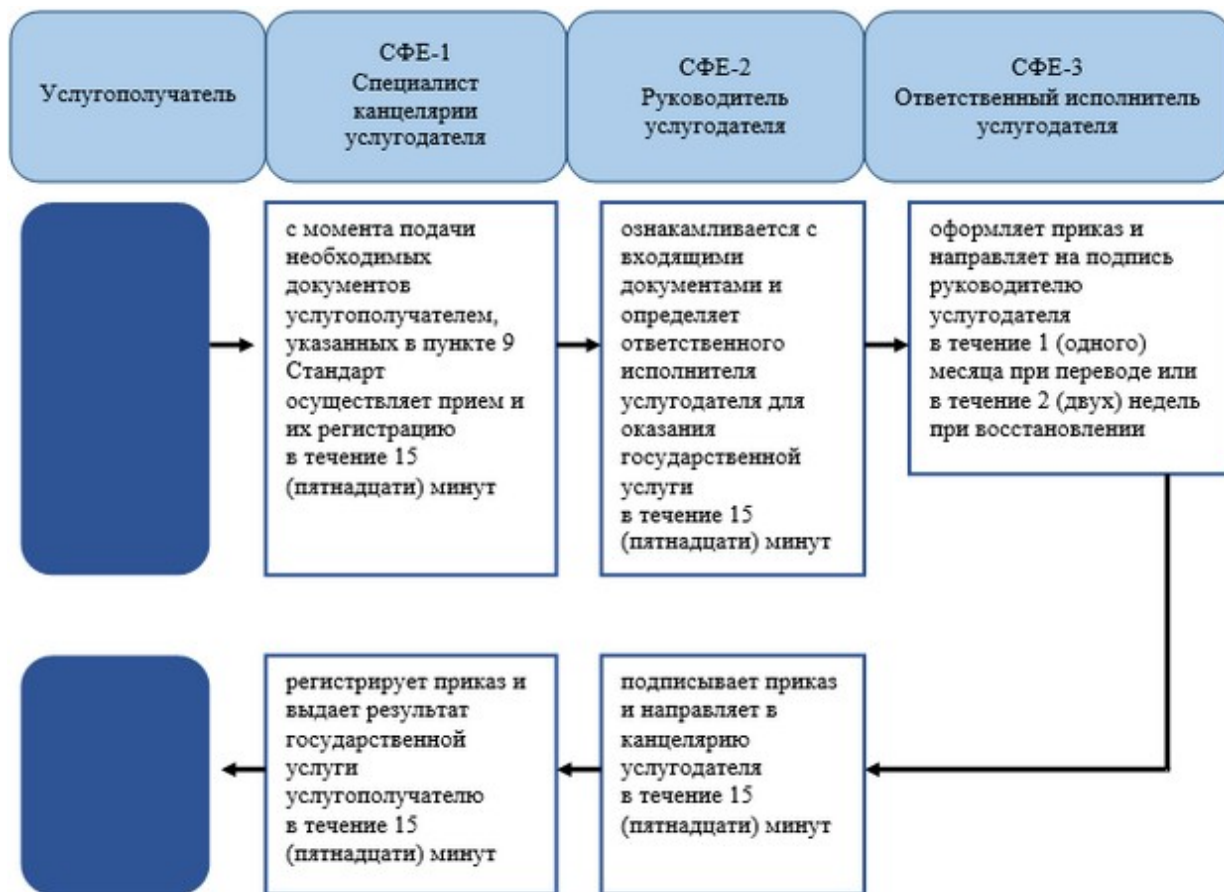 Услугополучатель
СФЕ-1
Специалист
канцелярии
услугодателя
СФЕ-2
Руководитель
услугодателя
СФЕ-3
Ответственный исполнитель
услугодателя
с момента подачи
необходимых
документов
услугополучателем,
указанных в пункте 9
Стандарт
осуществляет прием и
их регистрацию
в течение 15
(пятнадцати) минут
ознакамливается с
входящими
документами и
определяет
ответственного
исполнителя
услугодателя для
оказания
государственной
услуги
в течение 15
(пятнадцати) минут
оформляет приказ и
направляет на подпись
руководителю
услугодателя
в течение 1 (одного)
месяца при переводе или
в течение 2 (двух) недель
при восстановлении
регистрирует приказ и
выдает результат
государственной
услуги
услугополучателю
в течение 15
(пятнадцати) минут
подписывает приказ
и направляет в
канцелярию
услугодателя
в течение 15
(пятнадцати) минут